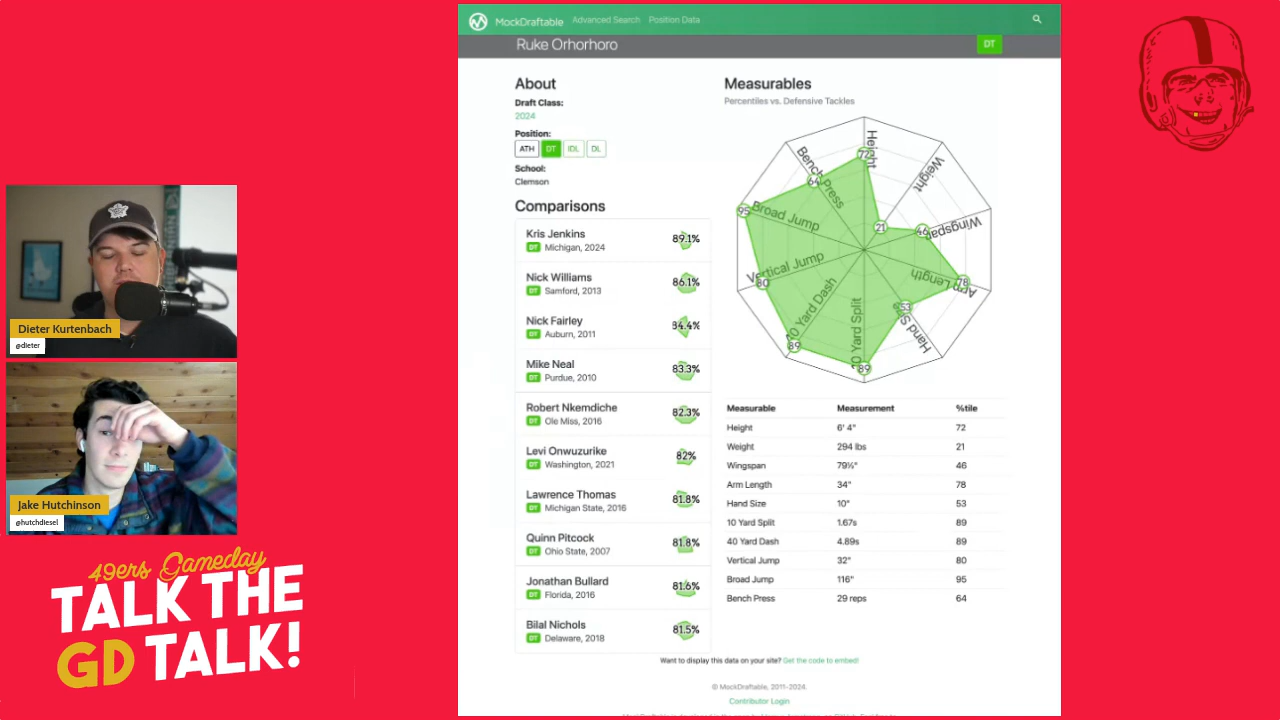 MockDraftable Advanced Search Position Data
Ruke Orhorhoro DT
About
Draft Class:
2024
Position:
ATH DT IDL DL
School:
Clemson
Comparisons
Kris Jenkins
DT Michigan, 2024
89.1%
Nick Williams
DT Samford, 2013
86.1%
Nick Fairley
DT Auburn, 2011
84.4%
Mike Neal
DT Purdue, 2010
83.3%
Robert Nkemdiche
DT Ole Miss, 2016
82.3%
Levi Onwuzurike
DT Washington, 2021
82%
Lawrence Thomas
DT Michigan State, 2016
81.8%
Quinn Pitcock
DT Ohio State, 2007
81.8%
Jonathan Bullard
DT Florida, 2016
81.6%
Bilal Nichols
DT Delaware, 2018
81.5%
Measurables
Percentiles vs. Defensive Tackles
Height
72
Weight
21
Wingspan
46
Arm Length
78
Hand
53
Yard Split
89
Yard Dash
89
Vertical Jump
80
Broad Jump
95
Bench Press
64
Measurable Measurement %tile
Height 6' 4" 72
Weight 294 lbs 21
Wingspan 79½" 46
Arm Length 34" 78
Hand Size 10" 53
10 Yard Split 1.67s 89
40 Yard Dash 4.89s 89
Vertical Jump 32" 80
Broad Jump 116" 95
Bench Press 29 reps 64
Want to display this data on your site? Get the code to embed!
© MockDraftable, 2011-2024.
Contributor Login
Dieter Kurtenbach
@dieter
Jake Hutchinson
@hutchdiesel
49ers Gameday
TALK THE
GD TALK!